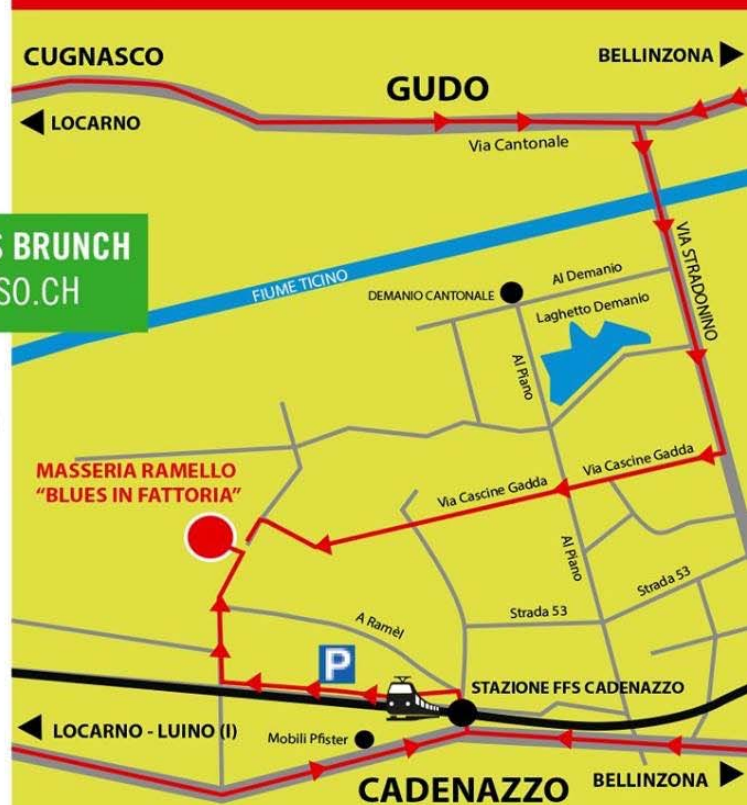 CUGNASCO
BELLINZONA
GUDO
LOCARNO
Via Cantonale
BRUNCH
SO.CH
FIUME TICINO
VIA STRADONINO
Al Demanio
DEMANIO CANTONALE
Laghetto Demanio
Al Piano
MASSERIA RAMELLO
“BLUES IN FATTORIA”
Via Cascine Gadda
Via Cascine Gadda
Al Piano
Strada 53
Strada 53
A Ramèl
P
STAZIONE FFS CADENAZZO
LOCARNO - LUINO (I)
Mobili Pfister
CADENAZZO
BELLINZONA